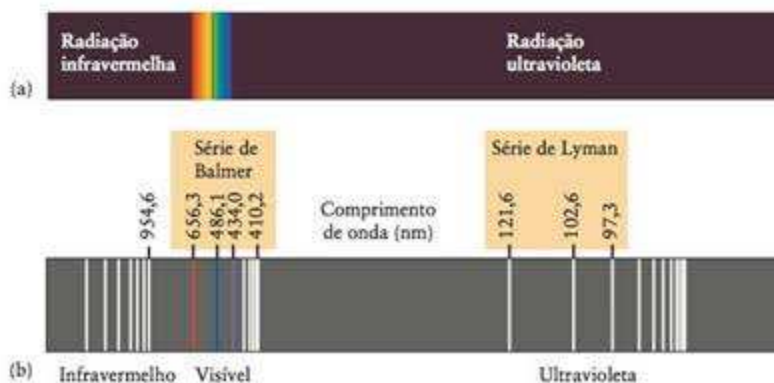 Radiação
infravermelha
Radiação
ultravioleta
(a)
Série de
Balmer
Série de Lyman
954,6
656,3
486,1
434,0
410,2
Comprimento
de onda (nm)
121,6
102,6
97,3
(b)
Infravermelho
Visível
Ultravioleta